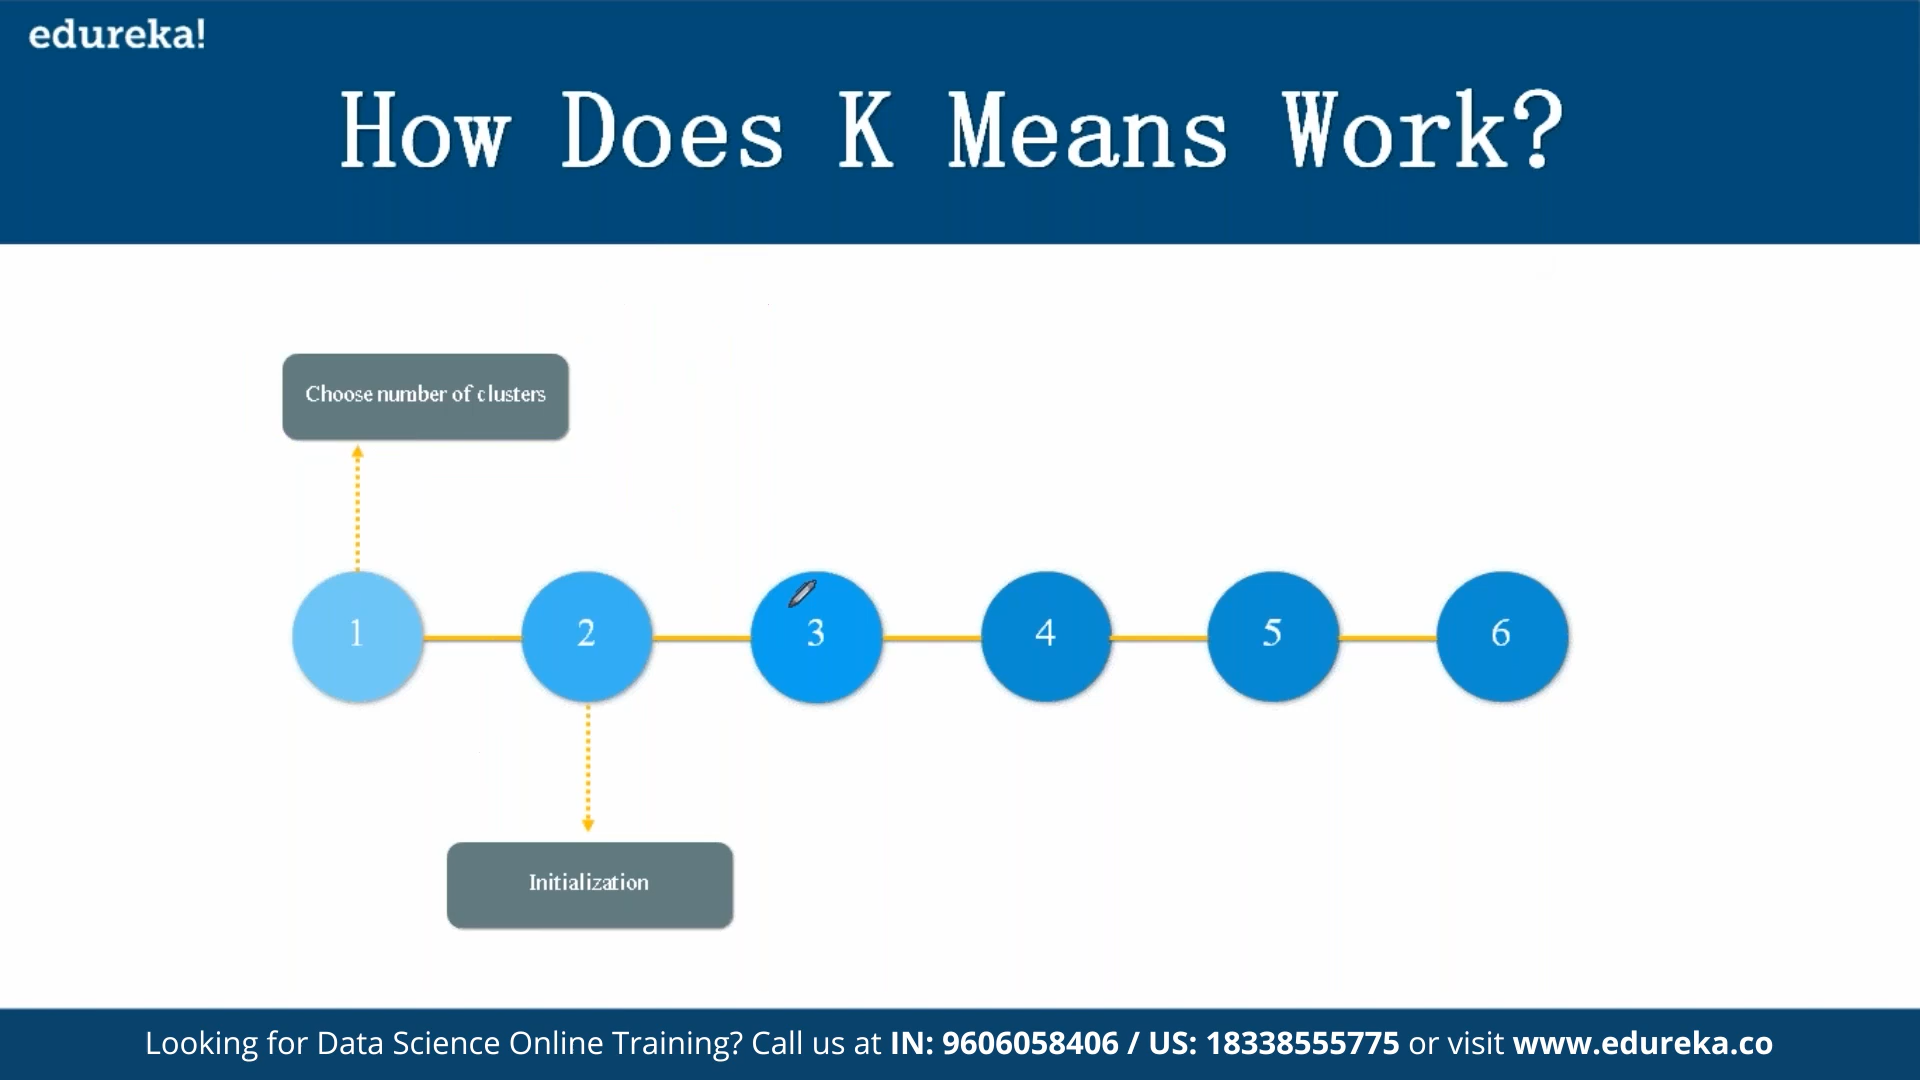 edureka!
How Does K Means Work?
Choose number of clusters
1 2 3 4 5 6
Initialization
Looking for Data Science Online Training? Call us at IN: 9606058406 / US: 18338555775 or visit www.edureka.co